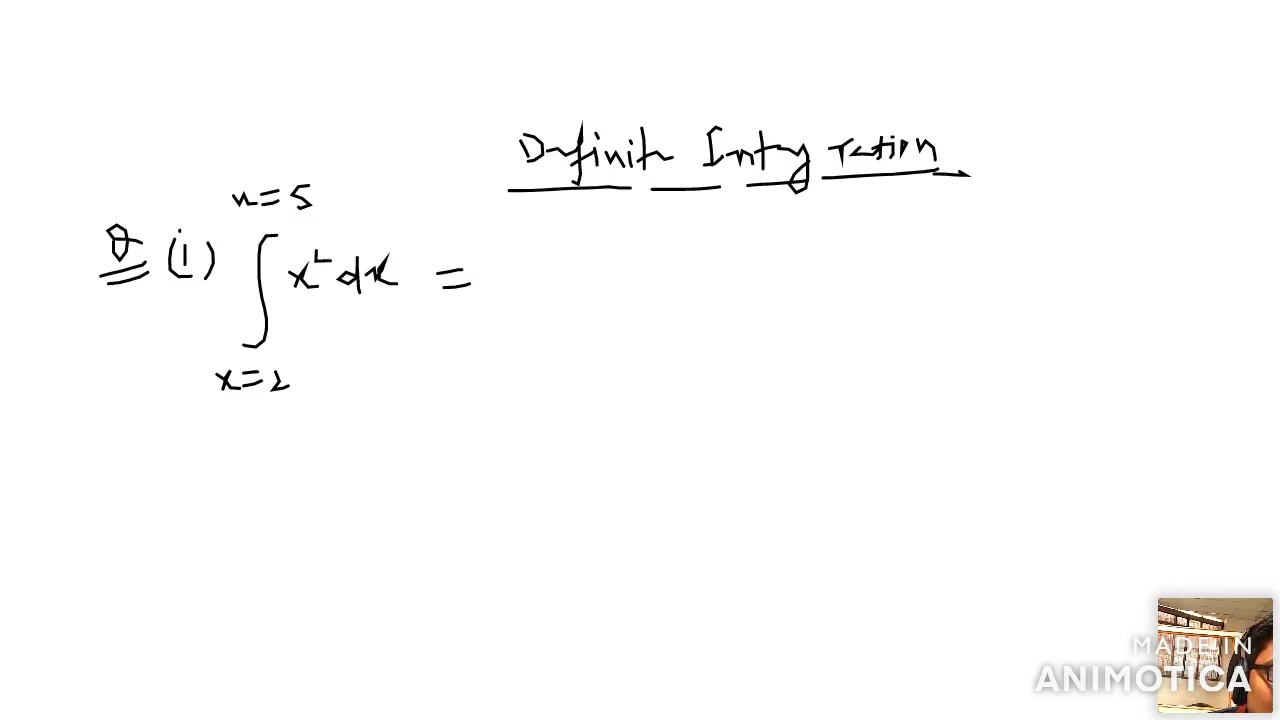 Definite Integration
x=5
Q (i) ∫ x² dx =
x=2
MADE IN
ANIMOTICA